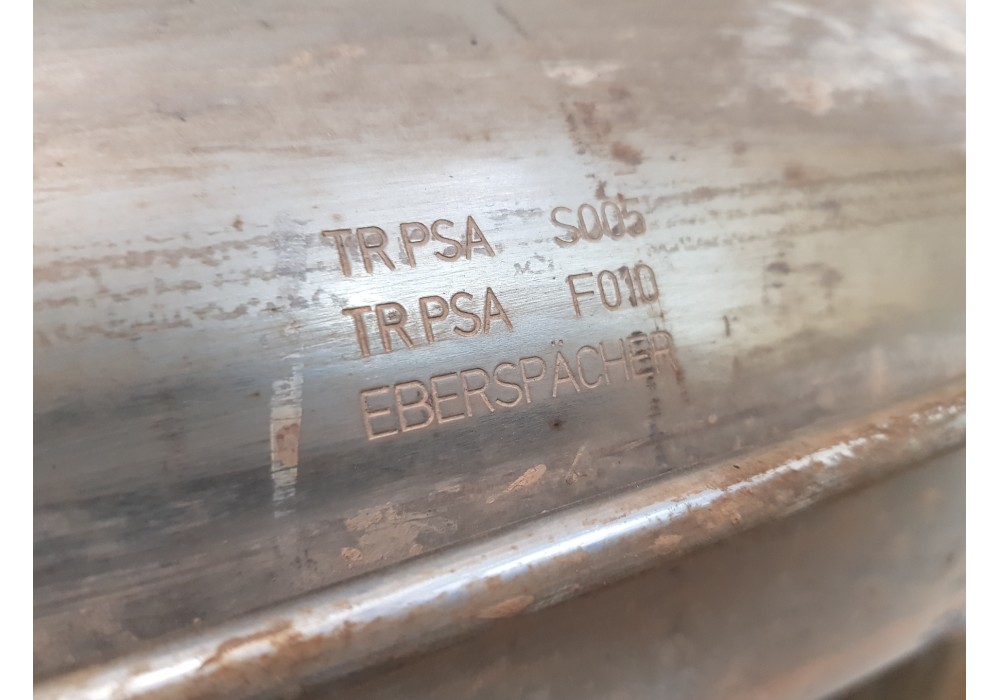 TR PSA S005
TR PSA F010
EBERSPÄCHER